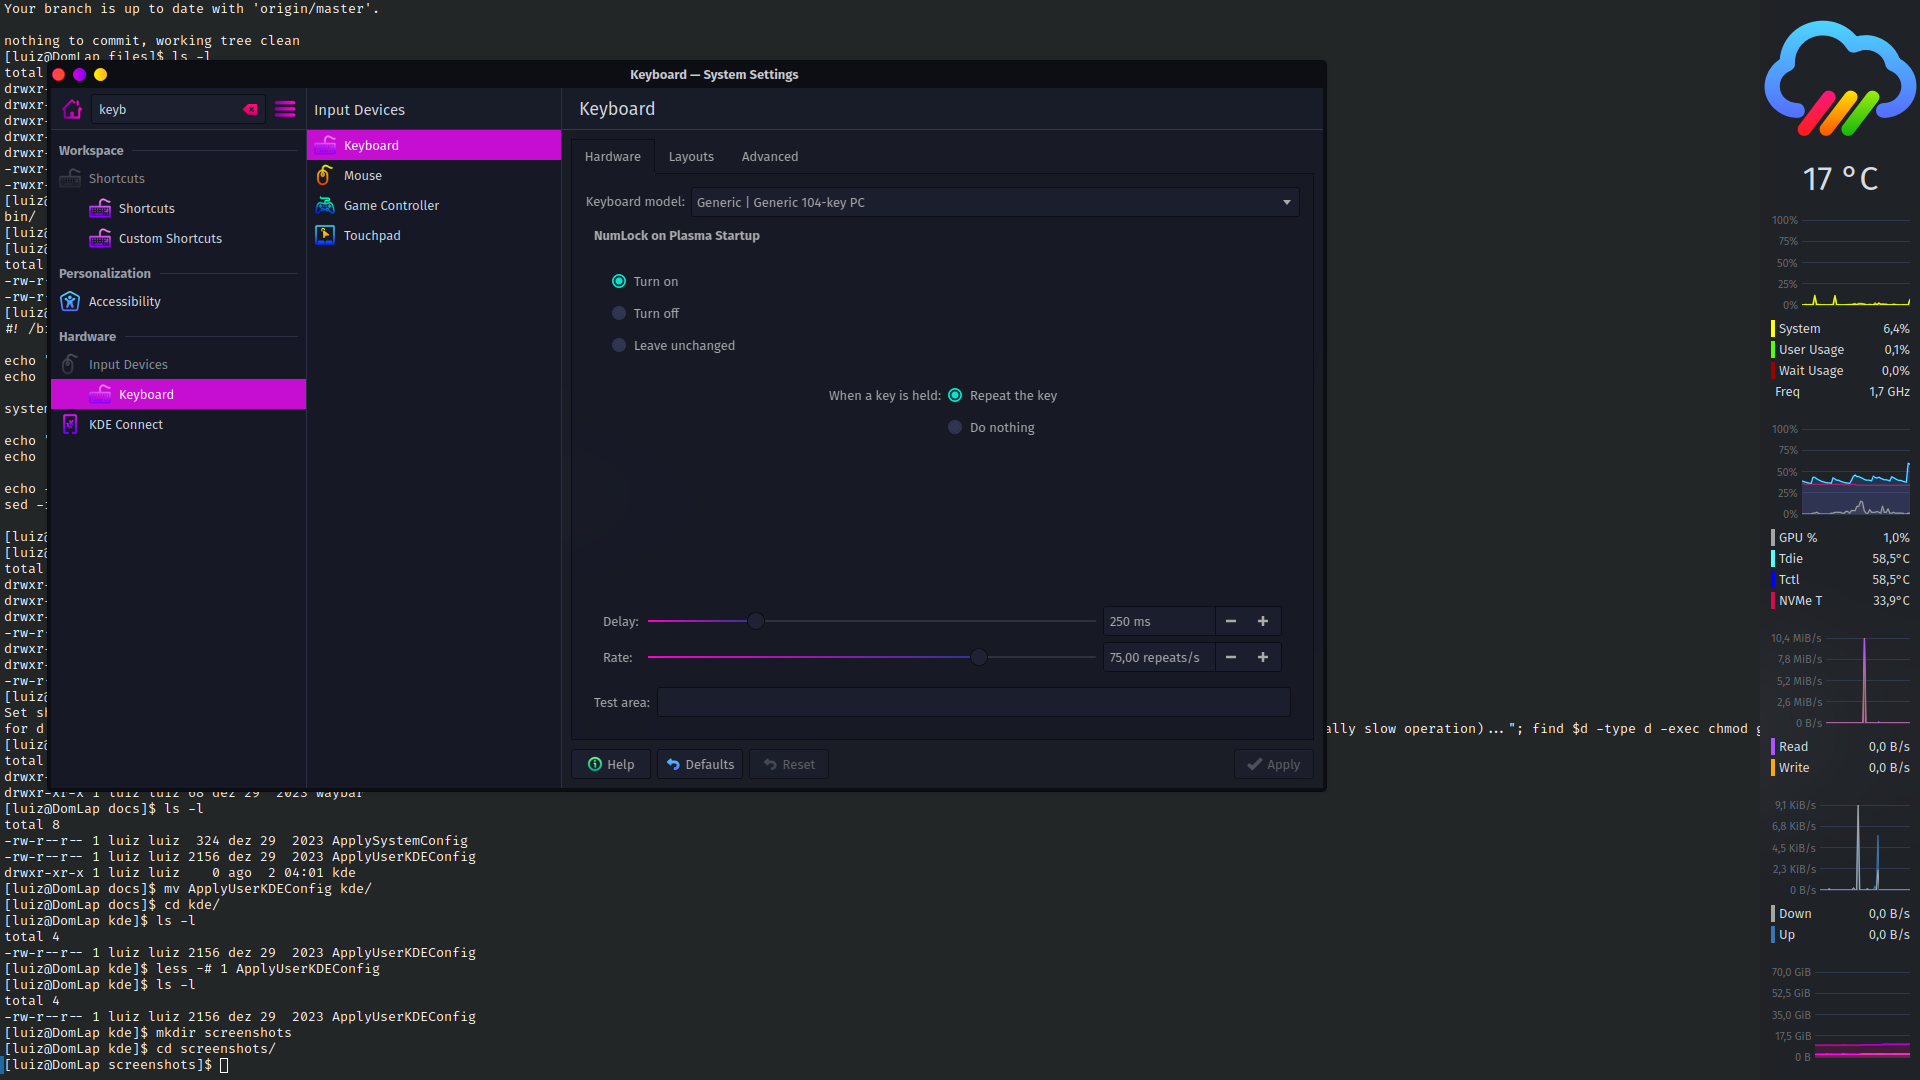 Your branch is up to date with 'origin/master'.
nothing to commit, working tree clean
[luiz@DomLap files]$ ls -l
total
drwxr-
drwxr-
drwxr-
drwxr-
drwxr-
-rwxr-
-rwxr-
[luiz@
bin/
[luiz@
[luiz@
total
-rw-r-
-rw-r-
[luiz@
#! /b
echo '
echo
system
echo '
echo
echo -
sed -i
[luiz@
[luiz@
total
drwxr-
drwxr-
drwxr-
-rw-r-
drwxr-
drwxr-
-rw-r-
[luiz@
Set sh
for d
[luiz@
total
drwxr-
Keyboard — System Settings
keyb
Workspace
Shortcuts
Shortcuts
Custom Shortcuts
Personalization
Accessibility
Hardware
Input Devices
Keyboard
KDE Connect
Input Devices
Keyboard
Mouse
Game Controller
Touchpad
Keyboard
Hardware Layouts Advanced
Keyboard model: Generic | Generic 104-key PC
NumLock on Plasma Startup
Turn on
Turn off
Leave unchanged
When a key is held: Repeat the key
Do nothing
Delay: 250 ms
Rate: 75,00 repeats/s
Test area:
Help Defaults Reset Apply
ally slow operation)..."; find $d -type d -exec chmod g
drwxr-xr-x 1 luiz luiz 68 dez 29  2023 waybar
[luiz@DomLap docs]$ ls -l
total 8
-rw-r--r-- 1 luiz luiz  324 dez 29  2023 ApplySystemConfig
-rw-r--r-- 1 luiz luiz 2156 dez 29  2023 ApplyUserKDEConfig
drwxr-xr-x 1 luiz luiz    0 ago  2 04:01 kde
[luiz@DomLap docs]$ mv ApplyUserKDEConfig kde/
[luiz@DomLap docs]$ cd kde/
[luiz@DomLap kde]$ ls -l
total 4
-rw-r--r-- 1 luiz luiz 2156 dez 29  2023 ApplyUserKDEConfig
[luiz@DomLap kde]$ less -# 1 ApplyUserKDEConfig
[luiz@DomLap kde]$ ls -l
total 4
-rw-r--r-- 1 luiz luiz 2156 dez 29  2023 ApplyUserKDEConfig
[luiz@DomLap kde]$ mkdir screenshots
[luiz@DomLap kde]$ cd screenshots/
[luiz@DomLap screenshots]$
17 °C
100%
75%
50%
25%
0%
System 6,4%
User Usage 0,1%
Wait Usage 0,0%
Freq 1,7 GHz
100%
75%
50%
25%
0%
GPU % 1,0%
Tdie 58,5°C
Tctl 58,5°C
NVMe T 33,9°C
10,4 MiB/s
7,8 MiB/s
5,2 MiB/s
2,6 MiB/s
0 B/s
Read 0,0 B/s
Write 0,0 B/s
9,1 KiB/s
6,8 KiB/s
4,5 KiB/s
2,3 KiB/s
0 B/s
Down 0,0 B/s
Up 0,0 B/s
70,0 GiB
52,5 GiB
35,0 GiB
17,5 GiB
0 B